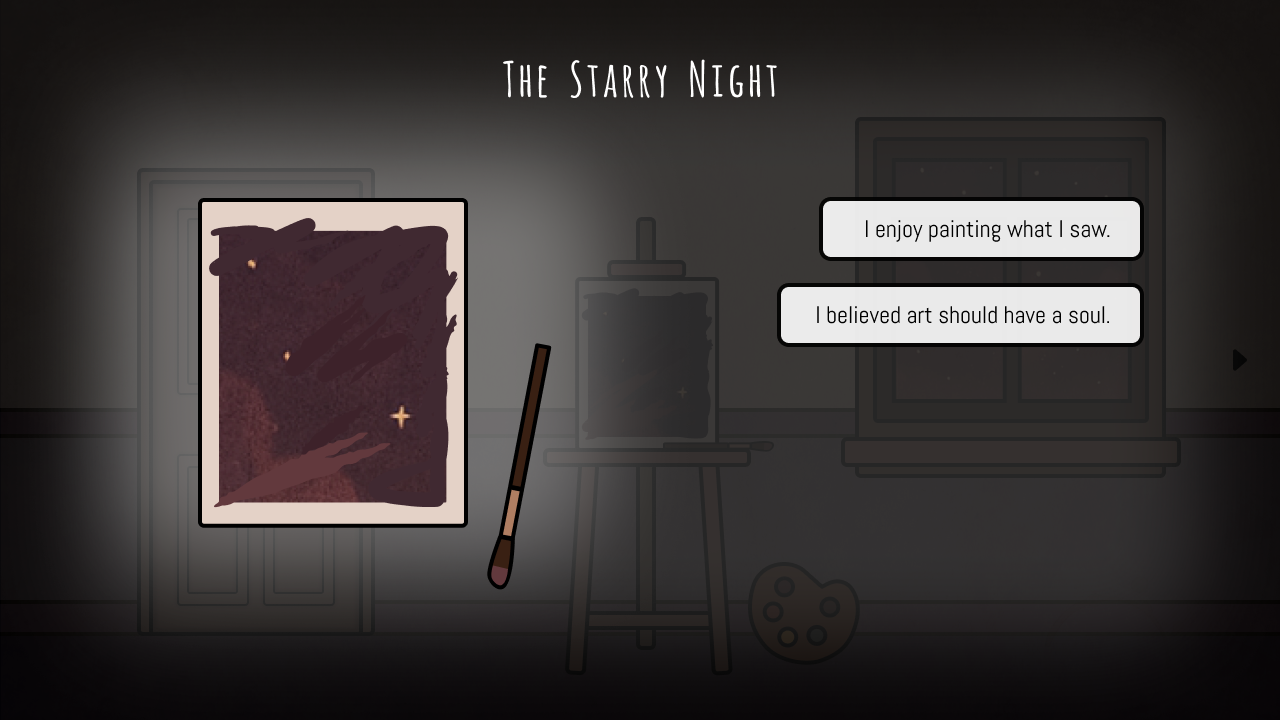 The Starry Night
I enjoy painting what I saw.
I believed art should have a soul.